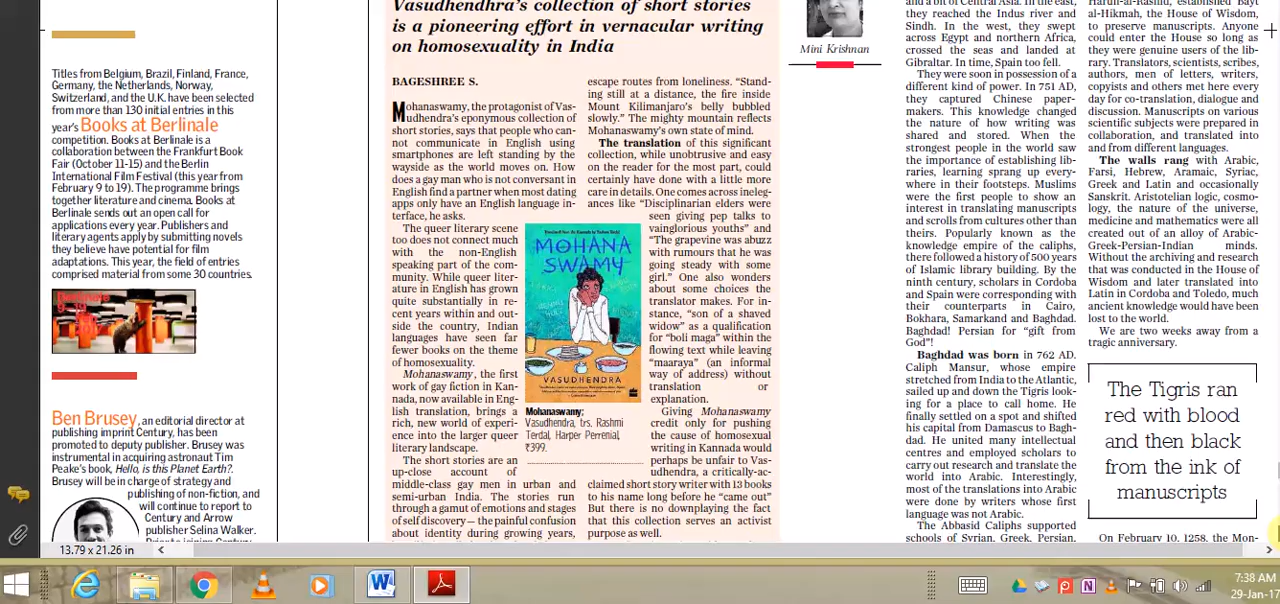 Titles from Belgium, Brazil, Finland, France,
Germany, the Netherlands, Norway,
Switzerland, and the U.K. have been selected
from more than 130 initial entries in this
year's Books at Berlinale
competition. Books at Berlinale is a
collaboration between the Frankfurt Book
Fair (October 11-15) and the Berlin
International Film Festival (this year from
February 9 to 19). The programme brings
together literature and cinema. Books at
Berlinale sends out an open call for
applications every year. Publishers and
literary agents apply by submitting novels
they believe have potential for film
adaptations. This year, the field of entries
comprised material from some 30 countries.
Ben Brusey, an editorial director at
publishing imprint Century, has been
promoted to deputy publisher. Brusey was
instrumental in acquiring astronaut Tim
Peake's book, Hello, is this Planet Earth?.
Brusey will be in charge of strategy and
publishing of non-fiction, and
will continue to report to
Century and Arrow
publisher Selina Walker.
Vasudhendhra's collection of short stories
is a pioneering effort in vernacular writing
on homosexuality in India
BAGESHREE S.
Mohanaswamy, the protagonist of Vas-
udhendra's eponymous collection of
short stories, says that people who can-
not communicate in English using
smartphones are left standing by the
wayside as the world moves on. How
does a gay man who is not conversant in
English find a partner when most dating
apps only have an English language in-
terface, he asks.
The queer literary scene
too does not connect much
with the non-English
speaking part of the com-
munity. While queer liter-
ature in English has grown
quite substantially in re-
cent years within and out-
side the country, Indian
languages have seen far
fewer books on the theme
of homosexuality.
Mohanaswamy, the first
work of gay fiction in Kan-
nada, now available in Eng-
lish translation, brings a
rich, new world of experi-
ence into the larger queer
literary landscape.
The short stories are an
up-close account of
middle-class gay men in urban and
semi-urban India. The stories run
through a gamut of emotions and stages
of self discovery — the painful confusion
about identity during growing years,
MOHANA
SWAMY
VASUDHENDRA
Mohanaswamy;
Vasudhendra, trs. Rashmi
Terdal, Harper Perrenial,
₹399.
escape routes from loneliness. "Stand-
ing still at a distance, the fire inside
Mount Kilimanjaro's belly bubbled
slowly." The mighty mountain reflects
Mohanaswamy's own state of mind.
The translation of this significant
collection, while unobtrusive and easy
on the reader for the most part, could
certainly have done with a little more
care in details. One comes across ineleg-
ances like "Disciplinarian elders were
seen giving pep talks to
vainglorious youths" and
"The grapevine was abuzz
with rumours that he was
going steady with some
girl." One also wonders
about some choices the
translator makes. For in-
stance, "son of a shaved
widow" as a qualification
for "boli maga" within the
flowing text while leaving
"maaraya" (an informal
way of address) without
translation or
explanation.
Giving Mohanaswamy
credit only for pushing
the cause of homosexual
writing in Kannada would
perhaps be unfair to Vas-
udhendra, a critically-ac-
claimed short story writer with 13 books
to his name long before he "came out"
But there is no downplaying the fact
that this collection serves an activist
purpose as well.
Mini Krishnan
and a bit of Central Asia. In the east,
they reached the Indus river and
Sindh. In the west, they swept
across Egypt and northern Africa,
crossed the seas and landed at
Gibraltar. In time, Spain too fell.
They were soon in possession of a
different kind of power. In 751 AD,
they captured Chinese paper-
makers. This knowledge changed
the nature of how writing was
shared and stored. When the
strongest people in the world saw
the importance of establishing lib-
raries, learning sprang up every-
where in their footsteps. Muslims
were the first people to show an
interest in translating manuscripts
and scrolls from cultures other than
theirs. Popularly known as the
knowledge empire of the caliphs,
there followed a history of 500 years
of Islamic library building. By the
ninth century, scholars in Cordoba
and Spain were corresponding with
their counterparts in Cairo,
Bokhara, Samarkand and Baghdad.
Baghdad! Persian for "gift from
God"!
Baghdad was born in 762 AD.
Caliph Mansur, whose empire
stretched from India to the Atlantic,
sailed up and down the Tigris look-
ing for a place to call home. He
finally settled on a spot and shifted
his capital from Damascus to Bagh-
dad. He united many intellectual
centres and employed scholars to
carry out research and translate the
world into Arabic. Interestingly,
most of the translations into Arabic
were done by writers whose first
language was not Arabic.
The Abbasid Caliphs supported
schools of Syrian, Greek, Persian,
Harun-al-Rashid, established Bayt
al-Hikmah, the House of Wisdom,
to preserve manuscripts. Anyone
could enter the House so long as
they were genuine users of the lib-
rary. Translators, scientists, scribes,
authors, men of letters, writers,
copyists and others met here every
day for co-translation, dialogue and
discussion. Manuscripts on various
scientific subjects were prepared in
collaboration, and translated into
and from different languages.
The walls rang with Arabic,
Farsi, Hebrew, Aramaic, Syriac,
Greek and Latin and occasionally
Sanskrit. Aristotelian logic, cosmo-
logy, the nature of the universe,
medicine and mathematics were all
created out of an alloy of Arabic-
Greek-Persian-Indian minds.
Without the archiving and research
that was conducted in the House of
Wisdom and later translated into
Latin in Cordoba and Toledo, much
ancient knowledge would have been
lost to the world.
We are two weeks away from a
tragic anniversary.
The Tigris ran
red with blood
and then black
from the ink of
manuscripts
On February 10, 1258, the Mon-
13.79 x 21.26 in
7:38 AM
29-Jan-17